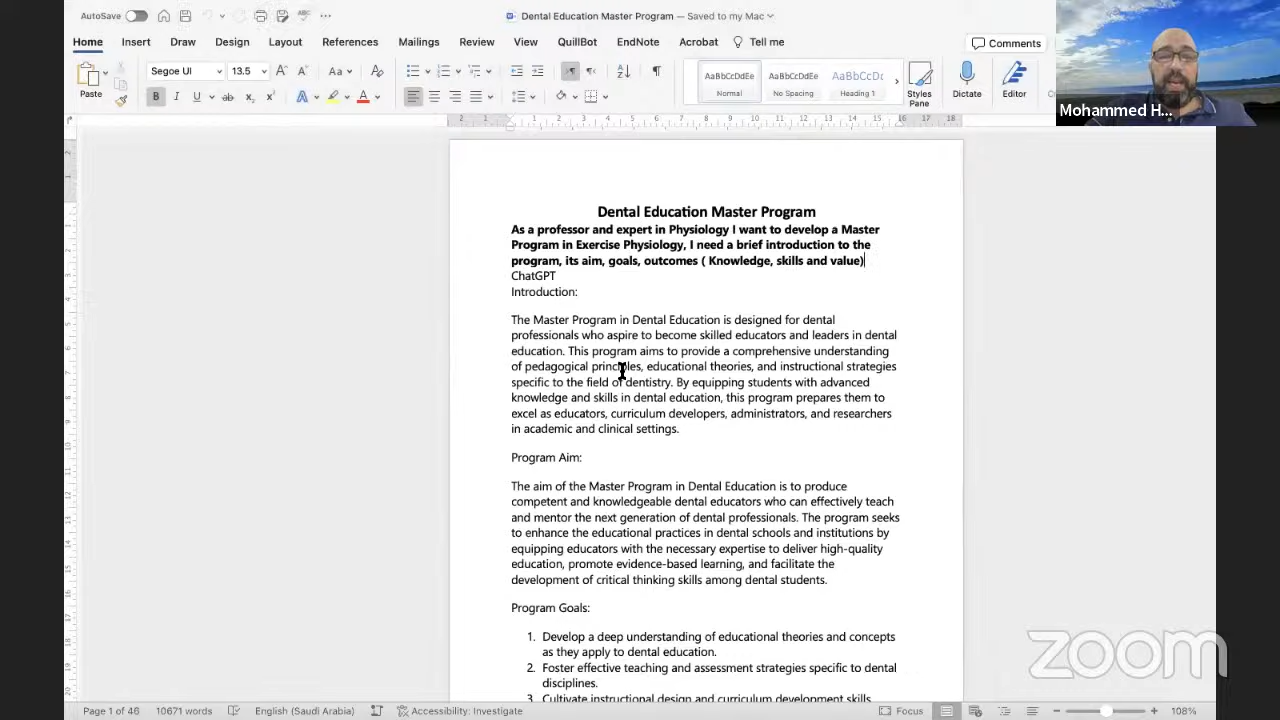 AutoSave
Dental Education Master Program — Saved to my Mac
Home Insert Draw Design Layout References Mailings Review View QuillBot EndNote Acrobat Tell me
Comments
Paste
Segoe UI 13.5
AaBbCcDdEe AaBbCcDdEe AaBbCcDc
Normal No Spacing Heading 1
Styles Pane Dictate Editor
Mohammed H...
Dental Education Master Program
As a professor and expert in Physiology I want to develop a Master
Program in Exercise Physiology, I need a brief introduction to the
program, its aim, goals, outcomes ( Knowledge, skills and value)
ChatGPT
Introduction:
The Master Program in Dental Education is designed for dental
professionals who aspire to become skilled educators and leaders in dental
education. This program aims to provide a comprehensive understanding
of pedagogical principles, educational theories, and instructional strategies
specific to the field of dentistry. By equipping students with advanced
knowledge and skills in dental education, this program prepares them to
excel as educators, curriculum developers, administrators, and researchers
in academic and clinical settings.
Program Aim:
The aim of the Master Program in Dental Education is to produce
competent and knowledgeable dental educators who can effectively teach
and mentor the next generation of dental professionals. The program seeks
to enhance the educational practices in dental schools and institutions by
equipping educators with the necessary expertise to deliver high-quality
education, promote evidence-based learning, and facilitate the
development of critical thinking skills among dental students.
Program Goals:
1. Develop a deep understanding of educational theories and concepts
as they apply to dental education.
2. Foster effective teaching and assessment strategies specific to dental
disciplines.
3. Cultivate instructional design and curriculum development skills
zoom
Page 1 of 46 10671 words English (Saudi Arabia) Accessibility: Investigate Focus 108%